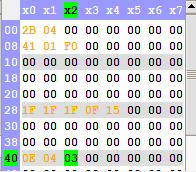 x0 x1 x2 x3 x4 x5 x6 x7
00 2B 04 00 00 00 00 00 00
08 41 01 F0 00 00 00 00 00
10 00 00 00 00 00 00 00 00
18 00 00 00 00 00 00 00 00
20 00 00 00 00 00 00 00 00
28 1F 1F 1F 0F 15 00 00 00
30 00 00 00 00 00 00 00 00
38 00 00 00 00 00 00 00 00
40 0E 04 03 00 00 00 00 00